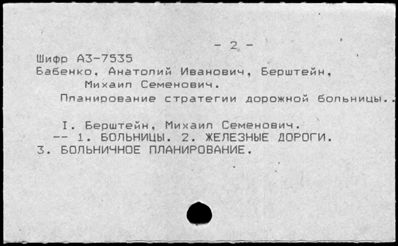 - 2 -
Шифр А3-7535
Бабенко, Анатолий Иванович, Берштейн,
Михаил Семенович.
Планирование стратегии дорожной больницы..
I. Берштейн, Михаил Семенович.
-- 1. БОЛЬНИЦЫ. 2. ЖЕЛЕЗНЫЕ ДОРОГИ.
3. БОЛЬНИЧНОЕ ПЛАНИРОВАНИЕ.